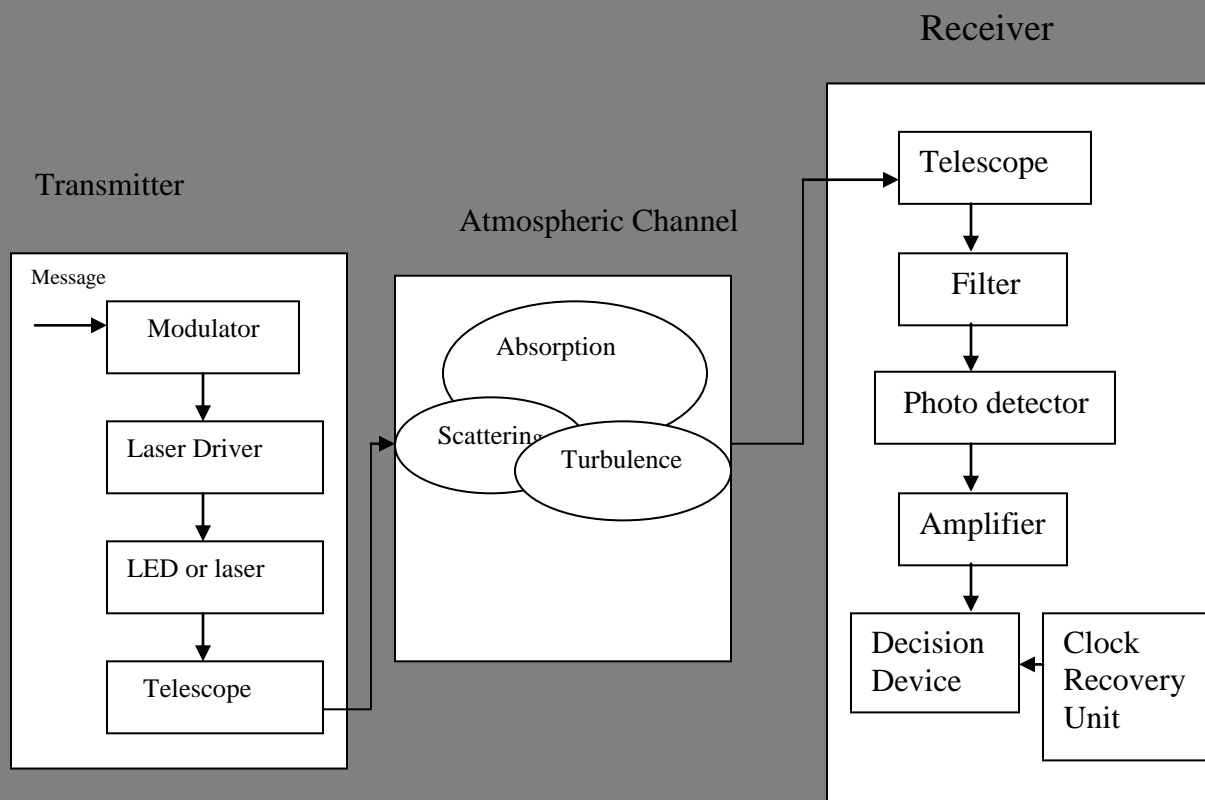 Transmitter
Message
Modulator
Laser Driver
LED or laser
Telescope
Atmospheric Channel
Absorption
Scattering
Turbulence
Receiver
Telescope
Filter
Photo detector
Amplifier
Decision
Device
Clock
Recovery
Unit